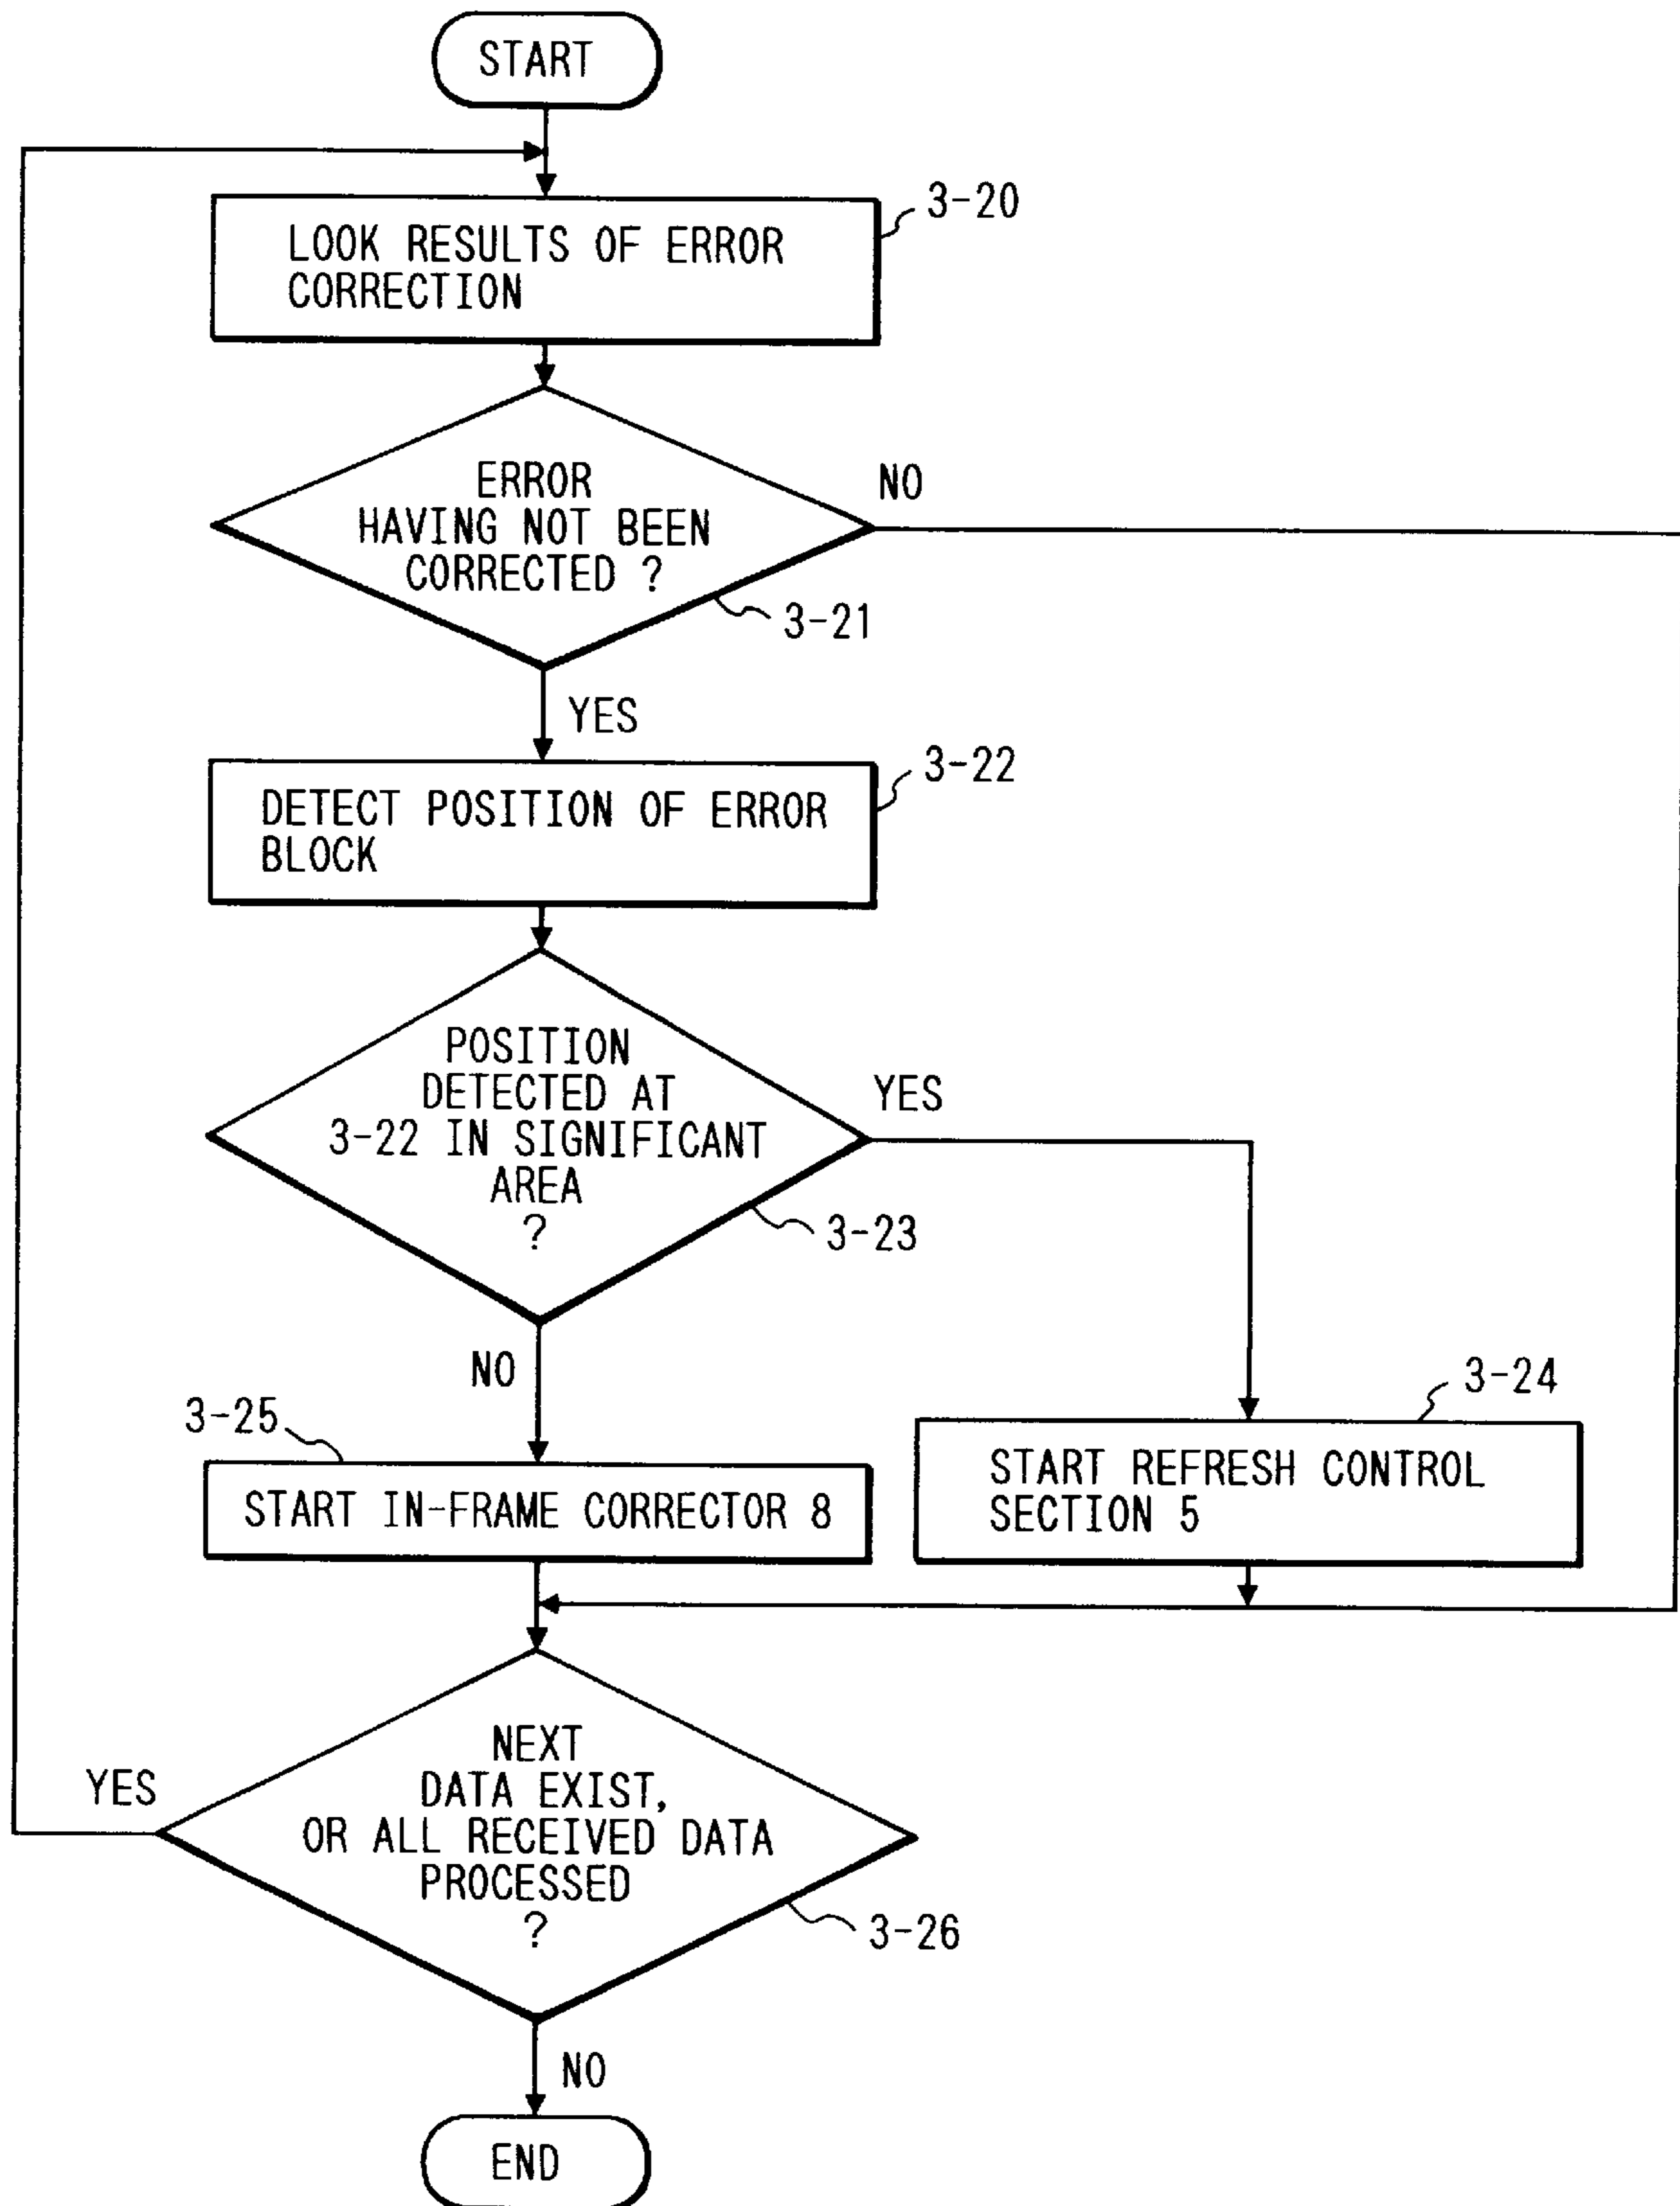 START
3-20
LOOK RESULTS OF ERROR
CORRECTION
NO
ERROR
HAVING NOT BEEN
CORRECTED ?
3-21
YES
3-22
DETECT POSITION OF ERROR
BLOCK
POSITION
DETECTED AT
3-22 IN SIGNIFICANT
AREA
?
YES
3-23
NO
3-24
3-25
START REFRESH CONTROL
SECTION 5
START IN-FRAME CORRECTOR 8
NEXT
DATA EXIST,
OR ALL RECEIVED DATA
PROCESSED
?
YES
3-26
NO
END